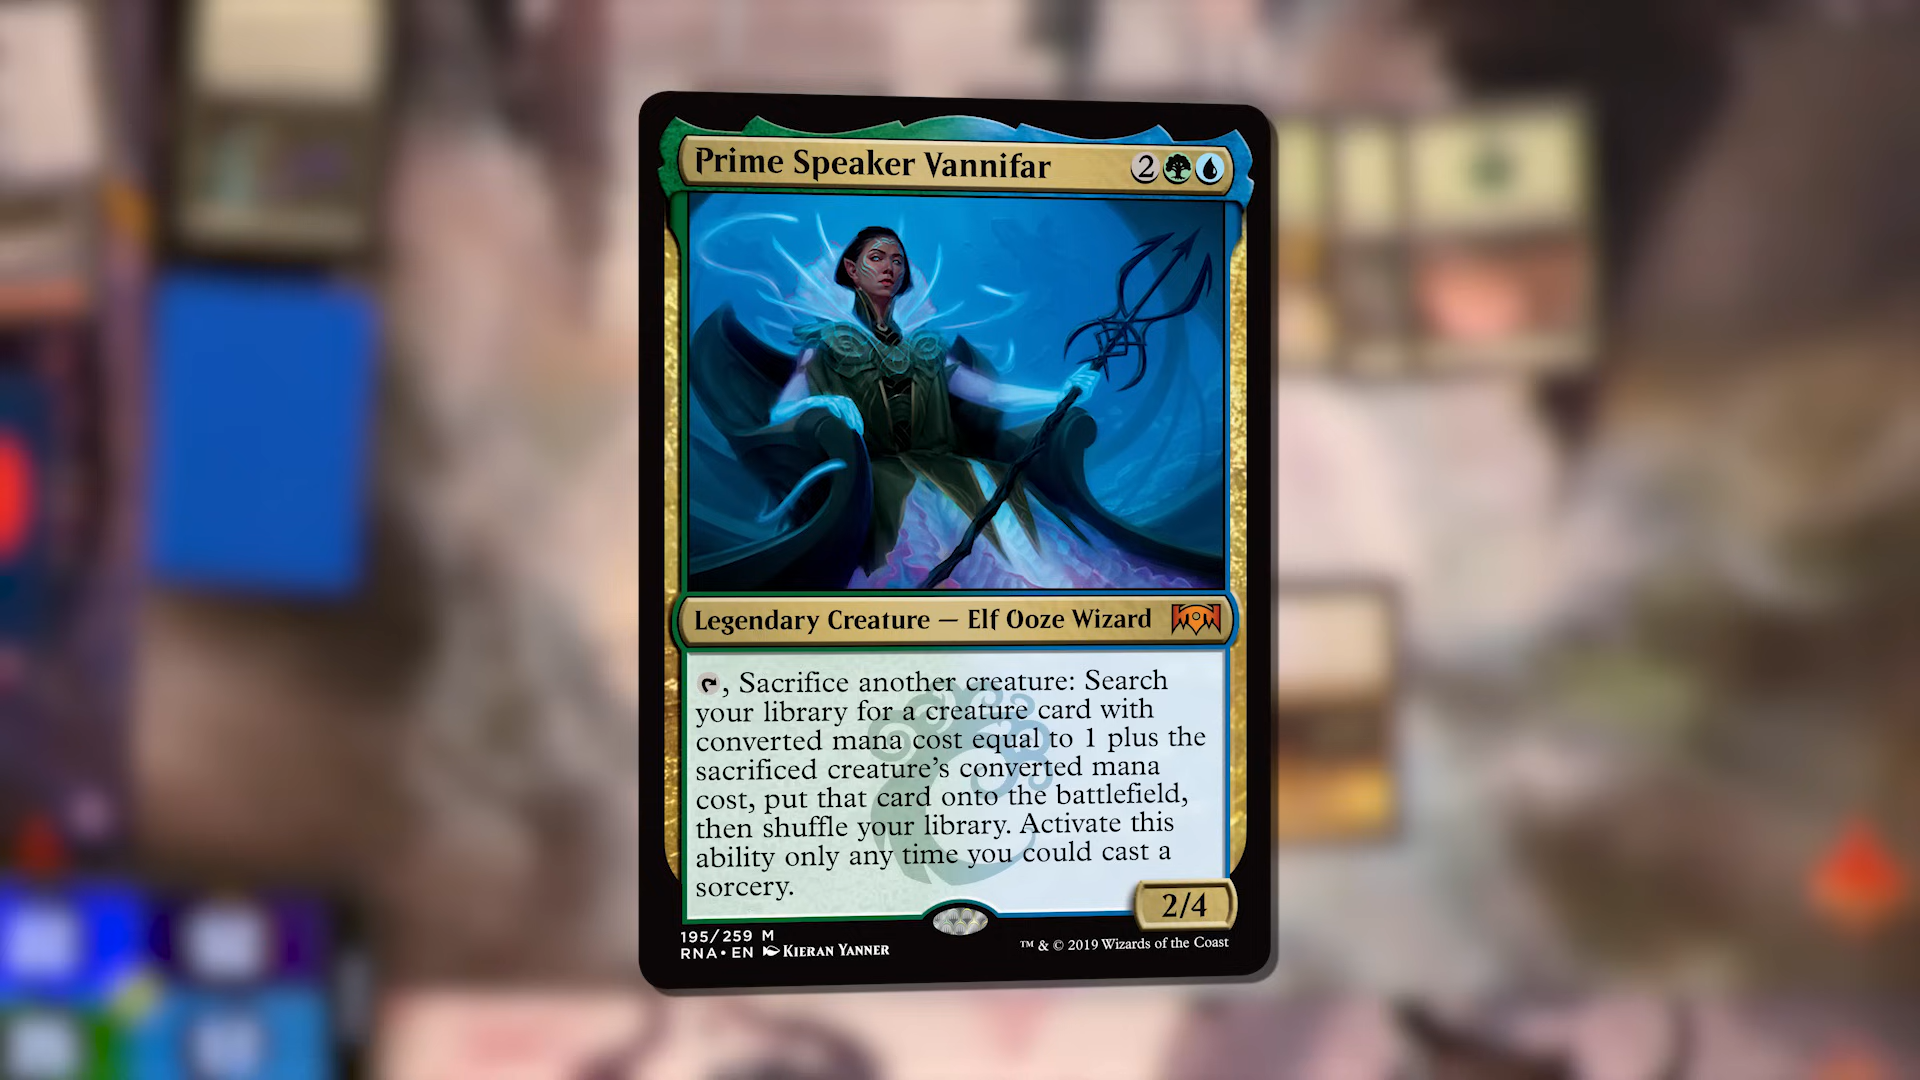 Prime Speaker Vannifar 2
Legendary Creature — Elf Ooze Wizard
, Sacrifice another creature: Search
your library for a creature card with
converted mana cost equal to 1 plus the
sacrificed creature's converted mana
cost, put that card onto the battlefield,
then shuffle your library. Activate this
ability only any time you could cast a
sorcery.
2/4
195/259 M
RNA • EN Kieran Yanner
™ & © 2019 Wizards of the Coast